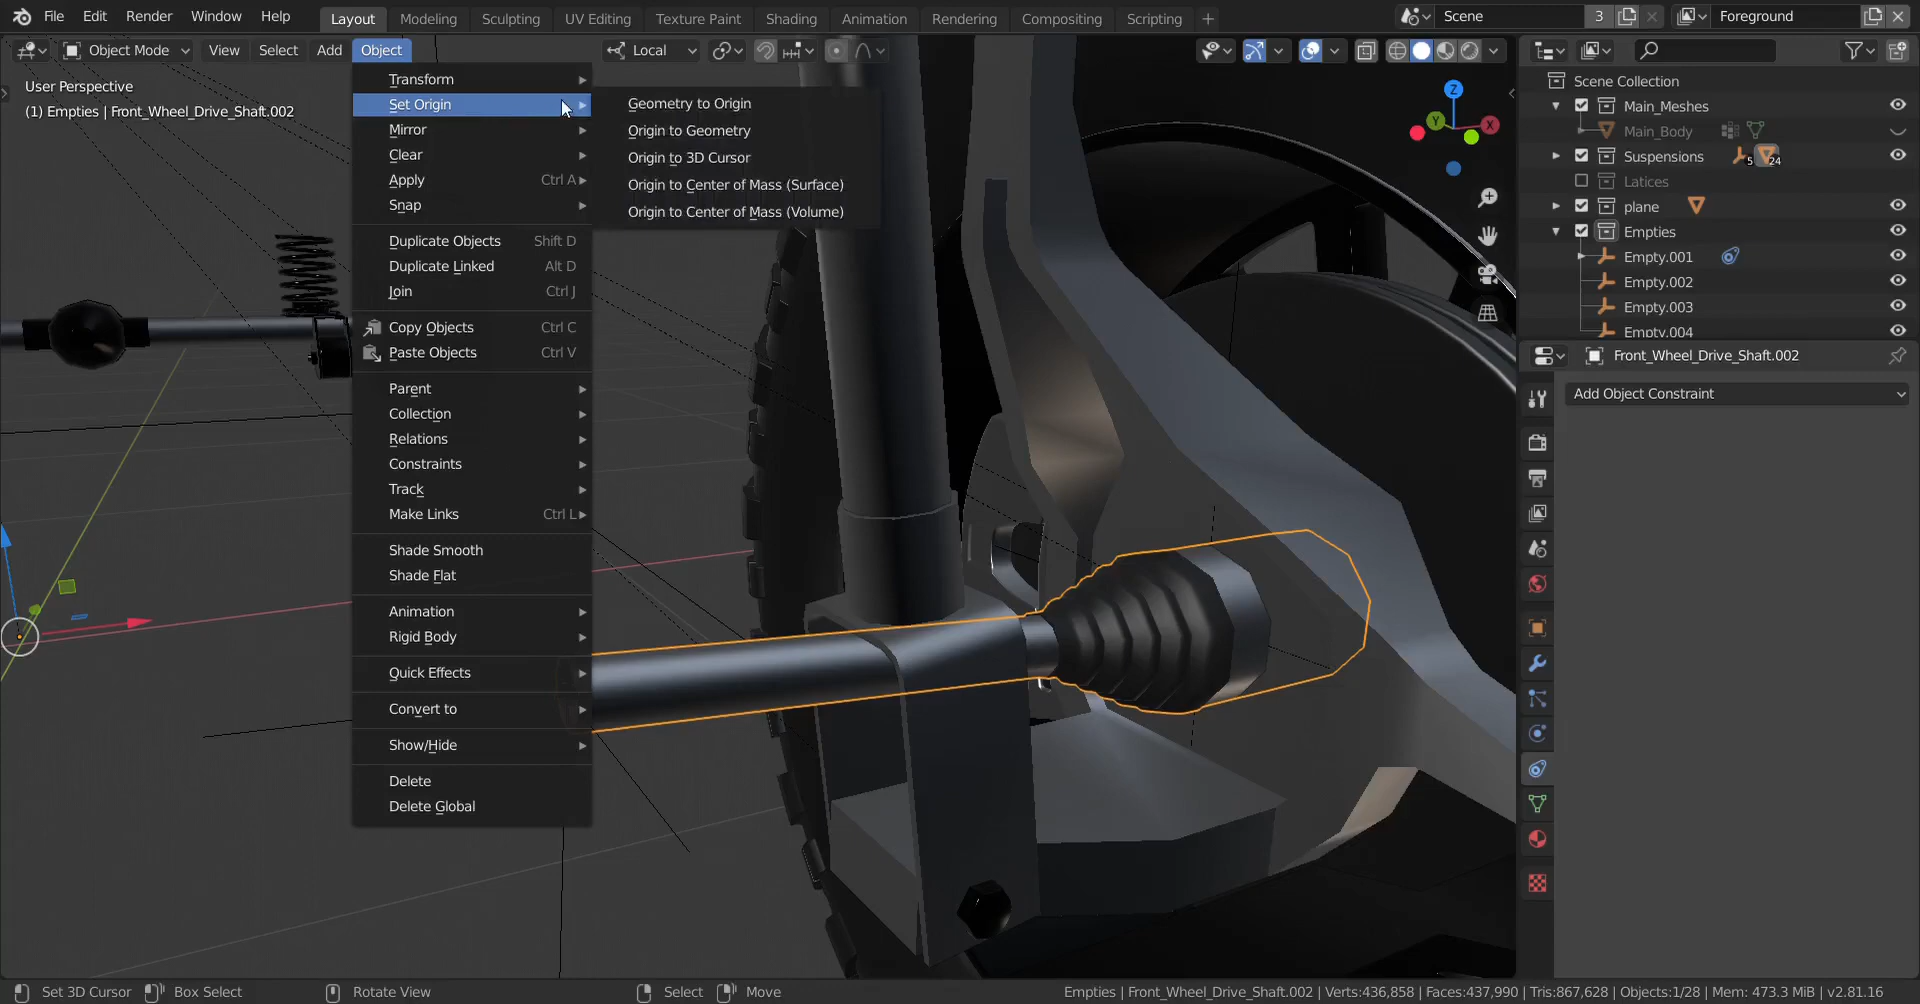 File Edit Render Window Help Layout Modeling Sculpting UV Editing Texture Paint Shading Animation Rendering Compositing Scripting + Scene 3 Foreground
Object Mode View Select Add Object Local
User Perspective
(1) Empties | Front_Wheel_Drive_Shaft.002
Transform
Set Origin
Mirror
Clear
Apply Ctrl A
Snap
Duplicate Objects Shift D
Duplicate Linked Alt D
Join Ctrl J
Copy Objects Ctrl C
Paste Objects Ctrl V
Parent
Collection
Relations
Constraints
Track
Make Links Ctrl L
Shade Smooth
Shade Flat
Animation
Rigid Body
Quick Effects
Convert to
Show/Hide
Delete
Delete Global
Geometry to Origin
Origin to Geometry
Origin to 3D Cursor
Origin to Center of Mass (Surface)
Origin to Center of Mass (Volume)
Z
Y
X
Scene Collection
Main_Meshes
Main_Body
Suspensions 5 24
Latices
plane
Empties
Empty.001
Empty.002
Empty.003
Empty.004
Front_Wheel_Drive_Shaft.002
Add Object Constraint
Set 3D Cursor Box Select Rotate View Select Move Empties | Front_Wheel_Drive_Shaft.002 | Verts:436,858 | Faces:437,990 | Tris:867,628 | Objects:1/28 | Mem: 473.3 MiB | v2.81.16